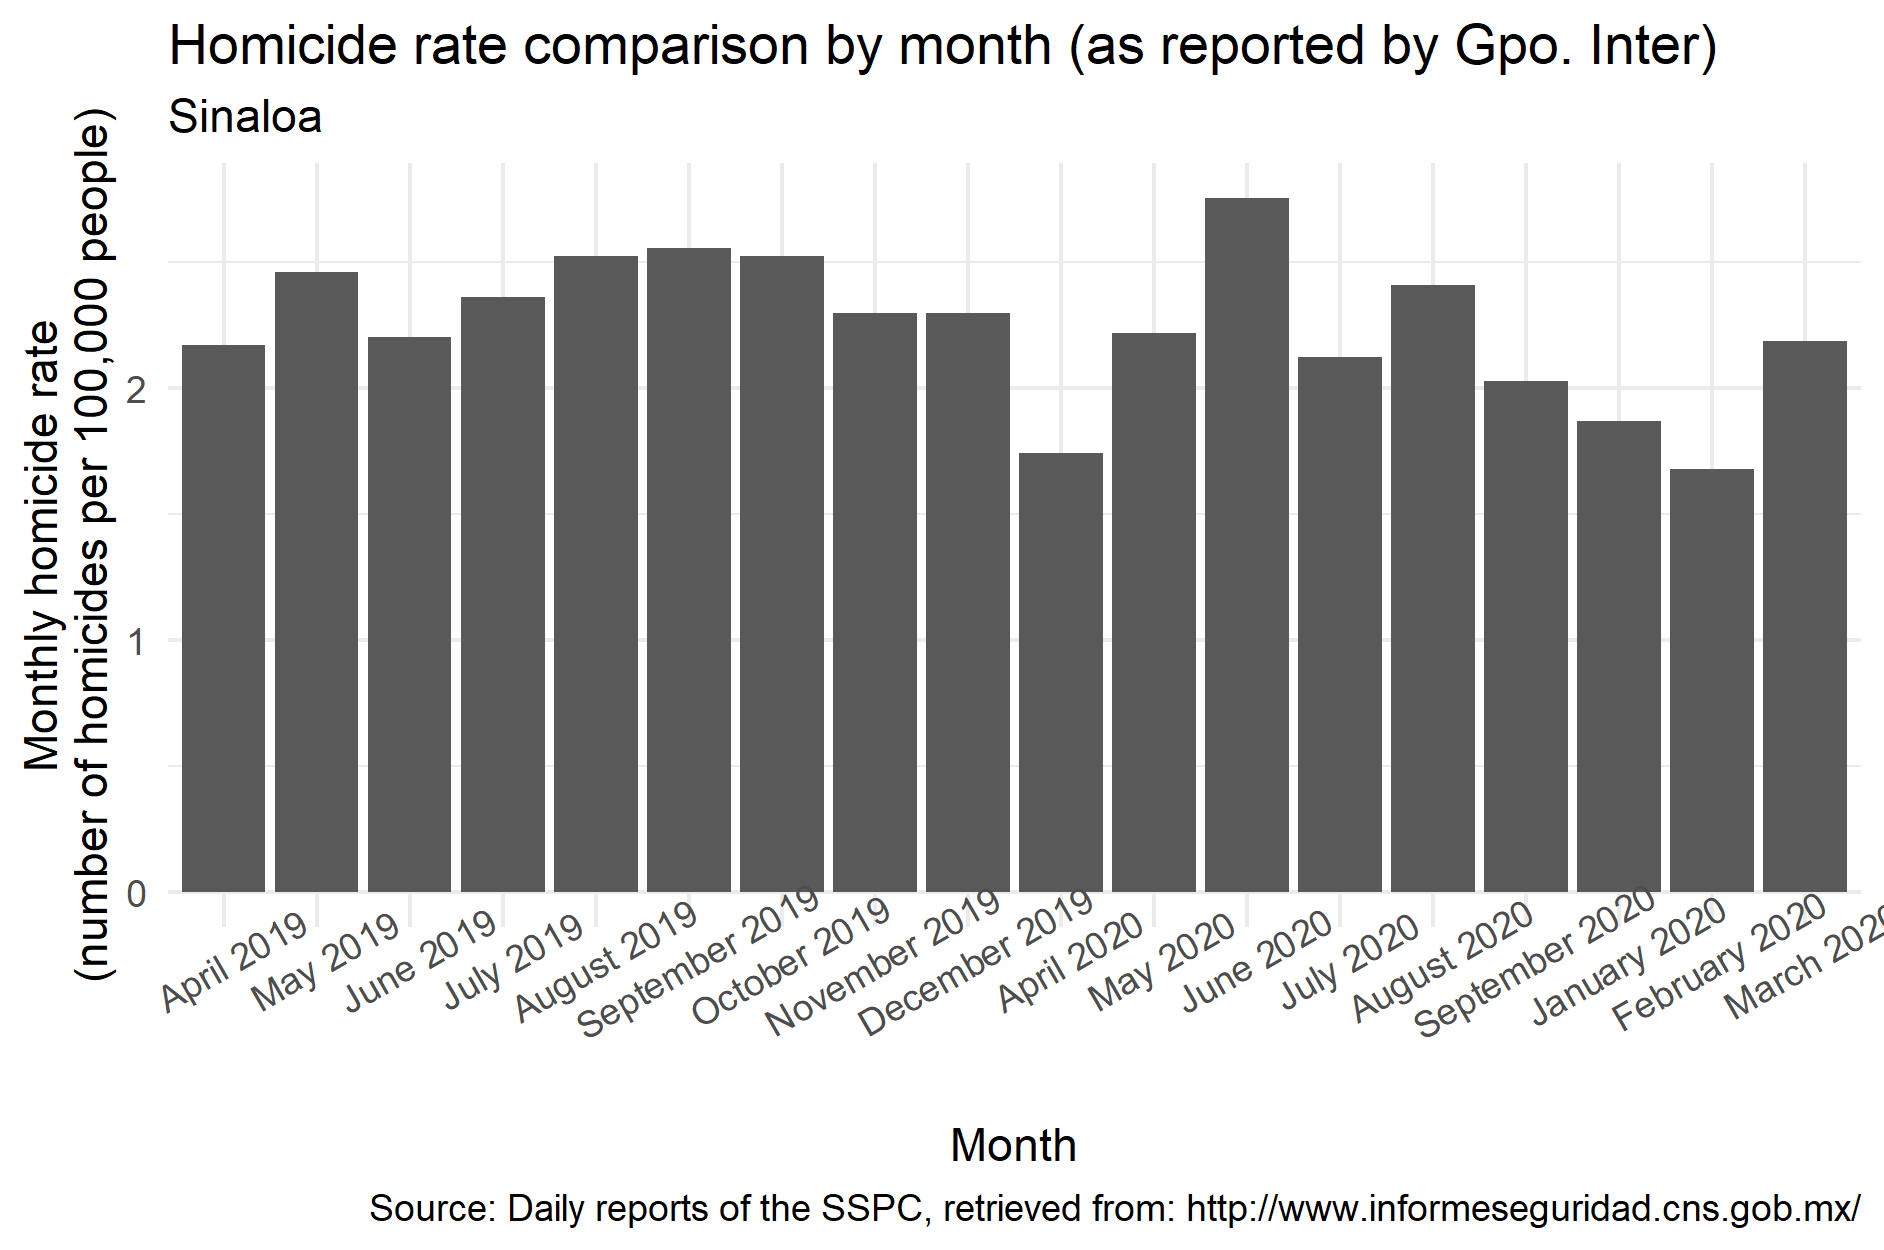 Homicide rate comparison by month (as reported by Gpo. Inter)
Sinaloa
Monthly homicide rate
(number of homicides per 100,000 people)
2
1
0
April 2019
May 2019
June 2019
July 2019
August 2019
September 2019
October 2019
November 2019
December 2019
April 2020
May 2020
June 2020
July 2020
August 2020
September 2020
January 2020
February 2020
March 2020
Month
Source: Daily reports of the SSPC, retrieved from: http://www.informeseguridad.cns.gob.mx/